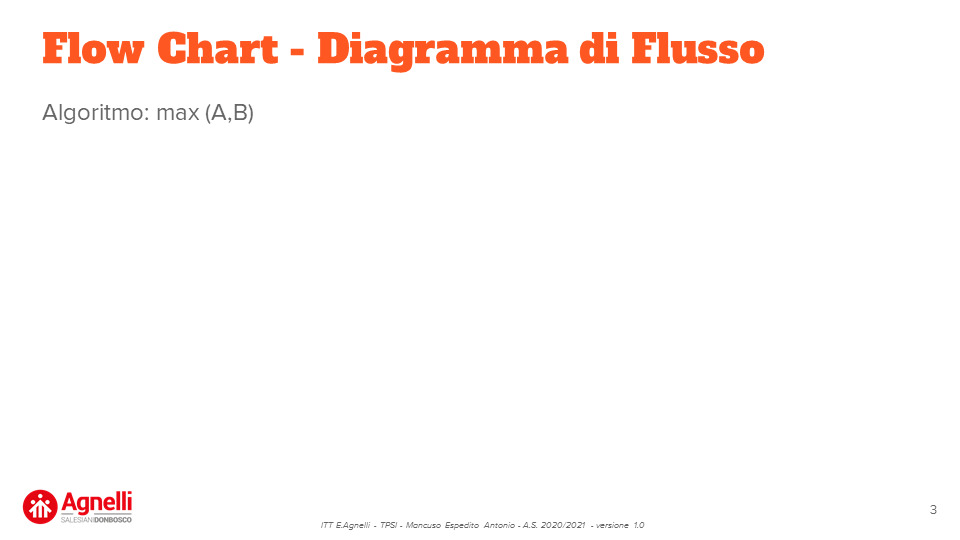 Flow Chart - Diagramma di Flusso
Algoritmo: max (A,B)
Agnelli
SALESIANIDONBOSCO
3
ITT E.Agnelli - TPSI - Mancuso Espedito Antonio - A.S. 2020/2021 - versione 1.0